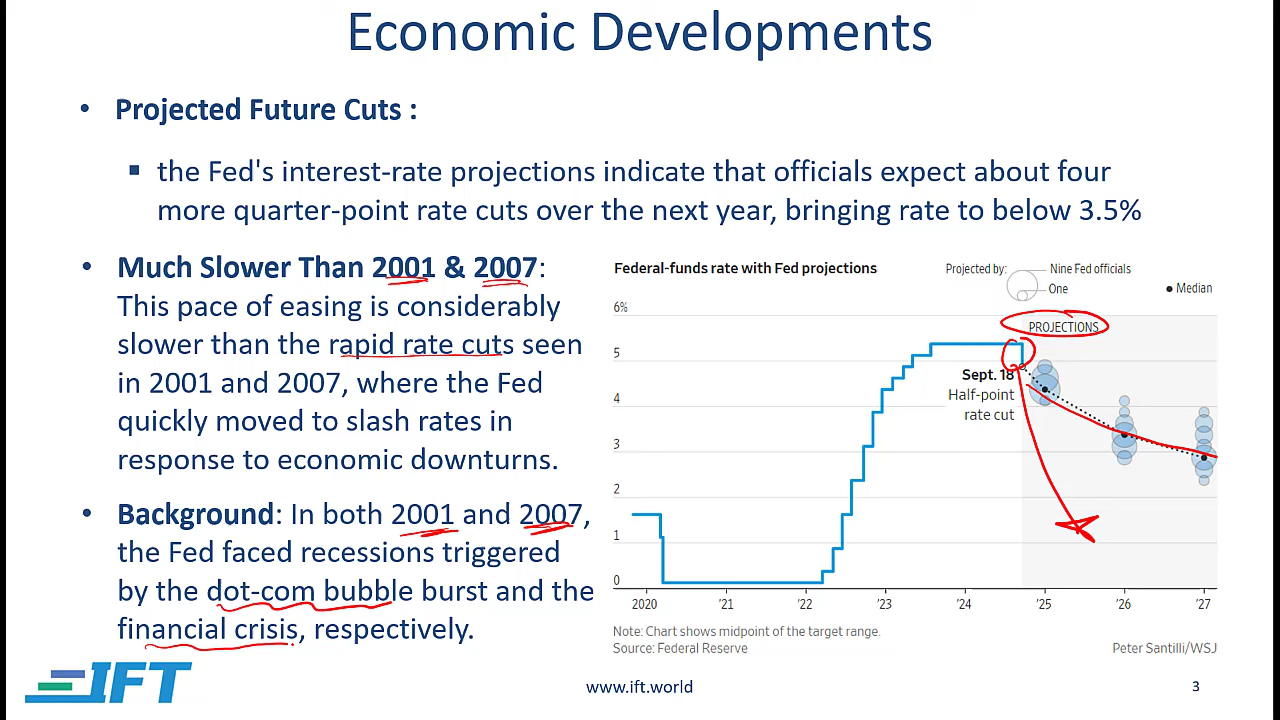 Economic Developments
• Projected Future Cuts :
▪ the Fed's interest-rate projections indicate that officials expect about four
more quarter-point rate cuts over the next year, bringing rate to below 3.5%
• Much Slower Than 2001 & 2007:
This pace of easing is considerably
slower than the rapid rate cuts seen
in 2001 and 2007, where the Fed
quickly moved to slash rates in
response to economic downturns.
• Background: In both 2001 and 2007,
the Fed faced recessions triggered
by the dot-com bubble burst and the
financial crisis, respectively.
Federal-funds rate with Fed projections
Projected by:
Nine Fed officials
One
• Median
6%
PROJECTIONS
5
Sept. 18
Half-point
rate cut
4
3
2
1
0
2020 '21 '22 '23 '24 '25 '26 '27
Note: Chart shows midpoint of the target range.
Source: Federal Reserve
Peter Santilli/WSJ
IFT
www.ift.world
3